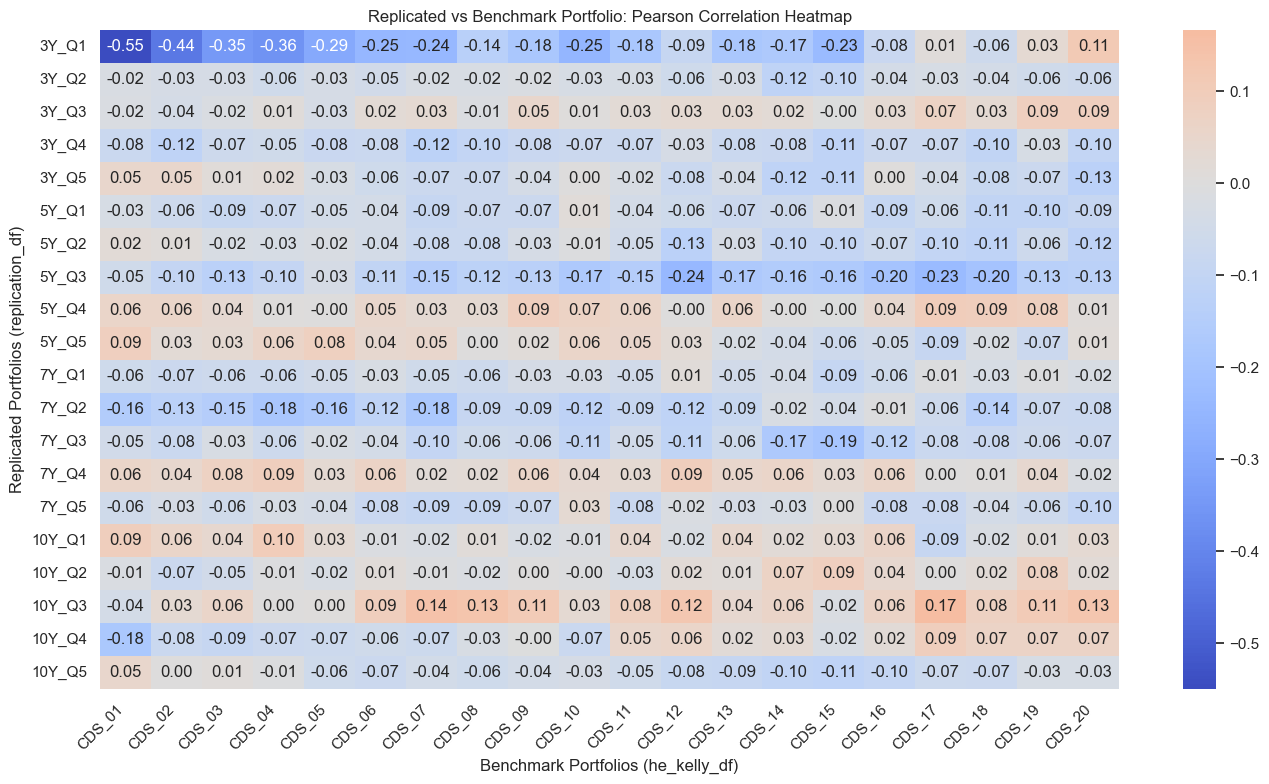 Replicated vs Benchmark Portfolio: Pearson Correlation Heatmap
Replicated Portfolios (replication_df)
3Y_Q1 -0.55 -0.44 -0.35 -0.36 -0.29 -0.25 -0.24 -0.14 -0.18 -0.25 -0.18 -0.09 -0.18 -0.17 -0.23 -0.08 0.01 -0.06 0.03 0.11
3Y_Q2 -0.02 -0.03 -0.03 -0.06 -0.03 -0.05 -0.02 -0.02 -0.02 -0.03 -0.03 -0.06 -0.03 -0.12 -0.10 -0.04 -0.03 -0.04 -0.06 -0.06
3Y_Q3 -0.02 -0.04 -0.02 0.01 -0.03 0.02 0.03 -0.01 0.05 0.01 0.03 0.03 0.03 0.02 -0.00 0.03 0.07 0.03 0.09 0.09
3Y_Q4 -0.08 -0.12 -0.07 -0.05 -0.08 -0.08 -0.12 -0.10 -0.08 -0.07 -0.07 -0.03 -0.08 -0.08 -0.11 -0.07 -0.07 -0.10 -0.03 -0.10
3Y_Q5 0.05 0.05 0.01 0.02 -0.03 -0.06 -0.07 -0.07 -0.04 0.00 -0.02 -0.08 -0.04 -0.12 -0.11 0.00 -0.04 -0.08 -0.07 -0.13
5Y_Q1 -0.03 -0.06 -0.09 -0.07 -0.05 -0.04 -0.09 -0.07 -0.07 0.01 -0.04 -0.06 -0.07 -0.06 -0.01 -0.09 -0.06 -0.11 -0.10 -0.09
5Y_Q2 0.02 0.01 -0.02 -0.03 -0.02 -0.04 -0.08 -0.08 -0.03 -0.01 -0.05 -0.13 -0.03 -0.10 -0.10 -0.07 -0.10 -0.11 -0.06 -0.12
5Y_Q3 -0.05 -0.10 -0.13 -0.10 -0.03 -0.11 -0.15 -0.12 -0.13 -0.17 -0.15 -0.24 -0.17 -0.16 -0.16 -0.20 -0.23 -0.20 -0.13 -0.13
5Y_Q4 0.06 0.06 0.04 0.01 -0.00 0.05 0.03 0.03 0.09 0.07 0.06 -0.00 0.06 -0.00 -0.00 0.04 0.09 0.09 0.08 0.01
5Y_Q5 0.09 0.03 0.03 0.06 0.08 0.04 0.05 0.00 0.02 0.06 0.05 0.03 -0.02 -0.04 -0.06 -0.05 -0.09 -0.02 -0.07 0.01
7Y_Q1 -0.06 -0.07 -0.06 -0.06 -0.05 -0.03 -0.05 -0.06 -0.03 -0.03 -0.05 0.01 -0.05 -0.04 -0.09 -0.06 -0.01 -0.03 -0.01 -0.02
7Y_Q2 -0.16 -0.13 -0.15 -0.18 -0.16 -0.12 -0.18 -0.09 -0.09 -0.12 -0.09 -0.12 -0.09 -0.02 -0.04 -0.01 -0.06 -0.14 -0.07 -0.08
7Y_Q3 -0.05 -0.08 -0.03 -0.06 -0.02 -0.04 -0.10 -0.06 -0.06 -0.11 -0.05 -0.11 -0.06 -0.17 -0.19 -0.12 -0.08 -0.08 -0.06 -0.07
7Y_Q4 0.06 0.04 0.08 0.09 0.03 0.06 0.02 0.02 0.06 0.04 0.03 0.09 0.05 0.06 0.03 0.06 0.00 0.01 0.04 -0.02
7Y_Q5 -0.06 -0.03 -0.05 -0.03 -0.04 -0.08 -0.09 -0.09 -0.07 0.03 -0.08 -0.02 -0.03 -0.03 0.00 -0.08 -0.08 -0.04 -0.06 -0.10
10Y_Q1 0.09 0.06 0.04 0.10 0.03 -0.01 -0.02 0.01 -0.02 -0.01 0.04 -0.02 0.04 0.02 0.03 0.06 -0.09 -0.02 0.01 0.03
10Y_Q2 -0.01 -0.07 -0.05 -0.01 -0.02 0.01 -0.01 -0.02 0.00 -0.00 -0.03 0.02 0.01 0.07 0.09 0.04 0.00 0.02 0.08 0.02
10Y_Q3 -0.04 0.03 0.06 0.00 0.00 0.09 0.14 0.13 0.11 0.03 0.08 0.12 0.04 0.06 -0.02 0.06 0.17 0.08 0.11 0.13
10Y_Q4 -0.18 -0.08 -0.09 -0.07 -0.07 -0.06 -0.07 -0.03 -0.00 -0.07 0.05 0.06 0.02 0.03 -0.02 0.02 0.09 0.07 0.07 0.07
10Y_Q5 0.05 0.00 0.01 -0.01 -0.06 -0.07 -0.04 -0.06 -0.04 -0.03 -0.05 -0.08 -0.09 -0.10 -0.11 -0.10 -0.07 -0.07 -0.03 -0.03
CDS_01 CDS_02 CDS_03 CDS_04 CDS_05 CDS_06 CDS_07 CDS_08 CDS_09 CDS_10 CDS_11 CDS_12 CDS_13 CDS_14 CDS_15 CDS_16 CDS_17 CDS_18 CDS_19 CDS_20
Benchmark Portfolios (he_kelly_df)
0.1
0.0
-0.1
-0.2
-0.3
-0.4
-0.5